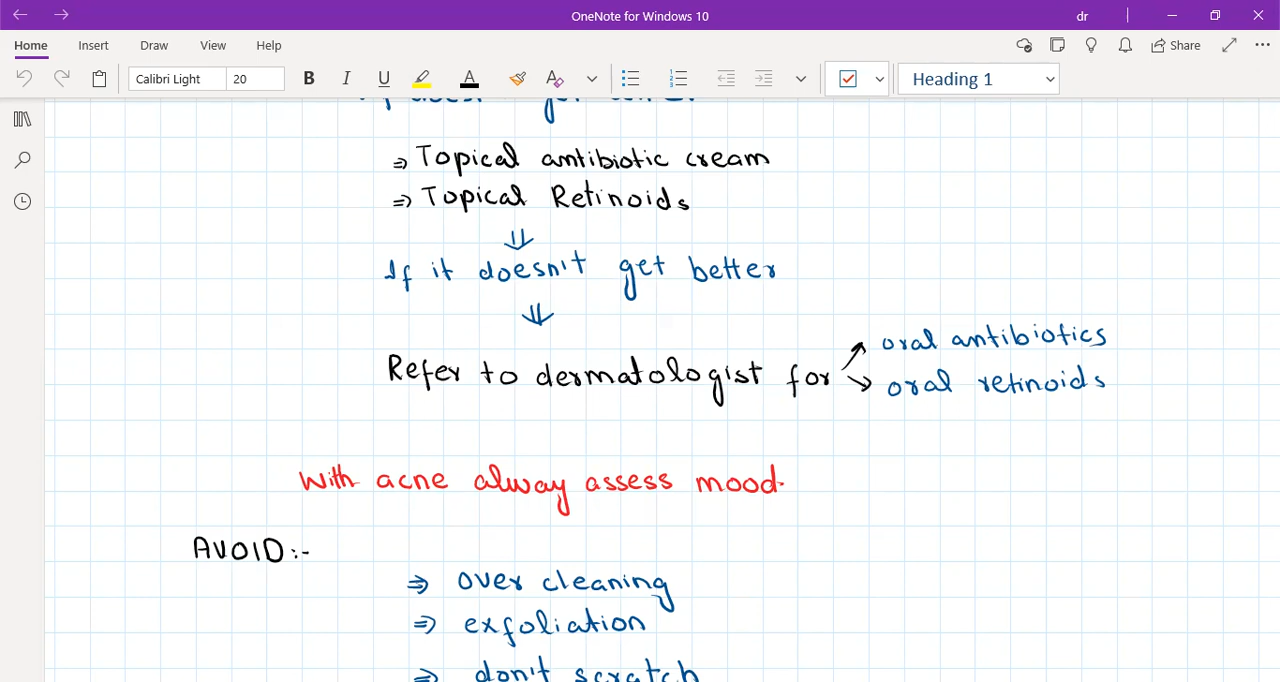 OneNote for Windows 10
dr
Home Insert Draw View Help
Share
Calibri Light 20 B I U A A Heading 1
⇒ Topical antibiotic cream
⇒ Topical Retinoids
If it doesn't get better
Refer to dermatologist for
oral antibiotics
oral retinoids
With acne alway assess mood.
AVOID:-
⇒ over cleaning
⇒ exfoliation
⇒ don't scratch